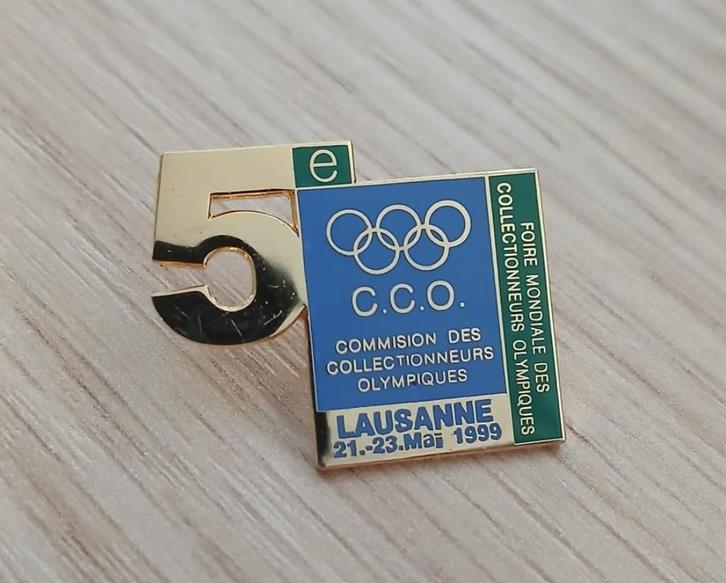 5e
C.C.O.
COMMISION DES
COLLECTIONNEURS
OLYMPIQUES
LAUSANNE
21.-23.Mai 1999
FOIRE MONDIALE DES
COLLECTIONNEURS OLYMPIQUES